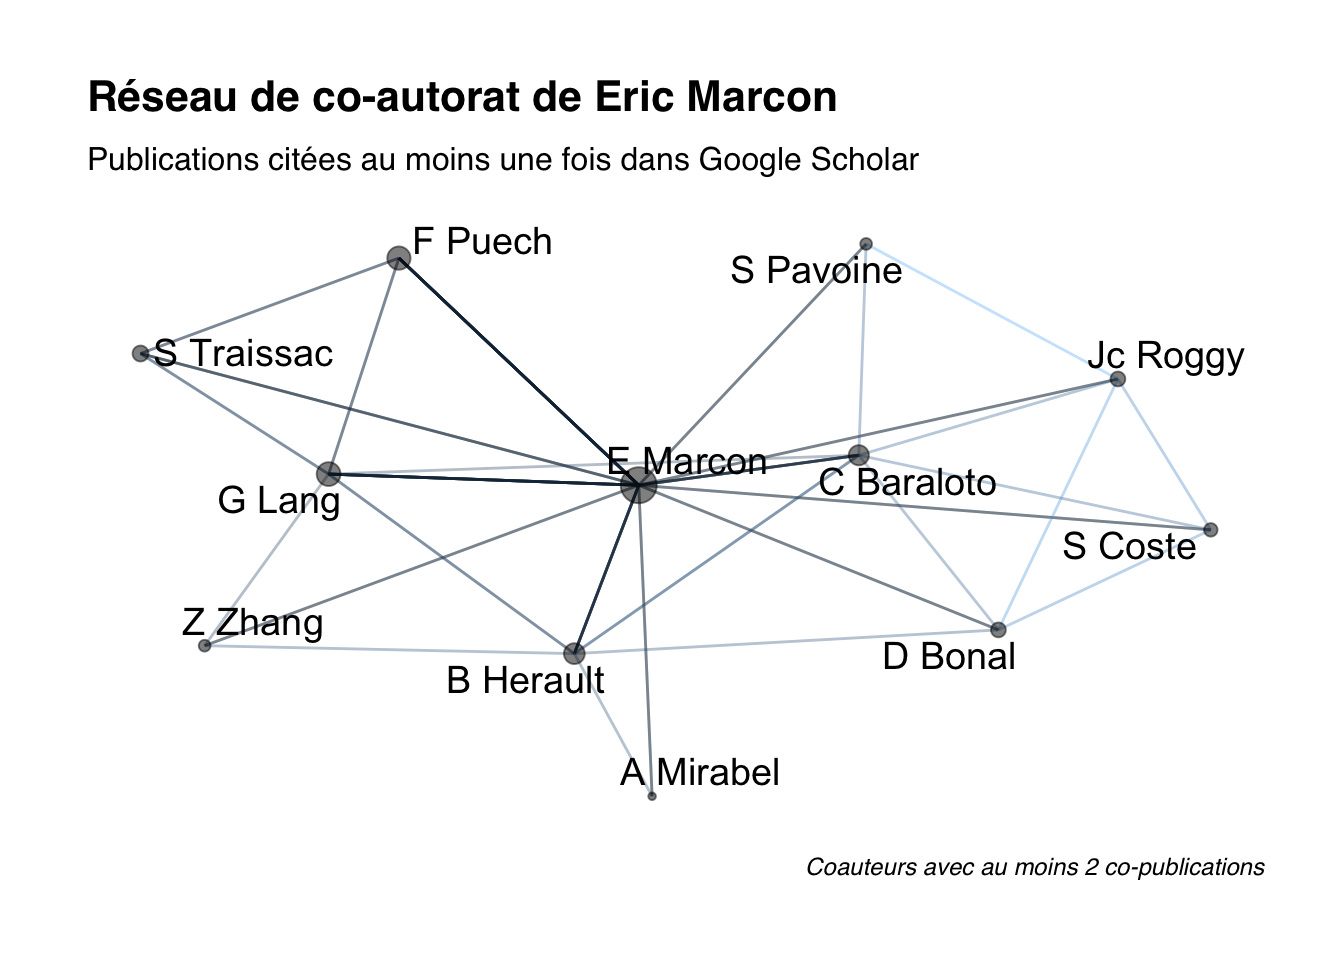 Réseau de co-autorat de Eric Marcon
Publications citées au moins une fois dans Google Scholar
F Puech
S Pavoine
S Traissac
Jc Roggy
E Marcon
C Baraloto
G Lang
S Coste
Z Zhang
D Bonal
B Herault
A Mirabel
Coauteurs avec au moins 2 co-publications